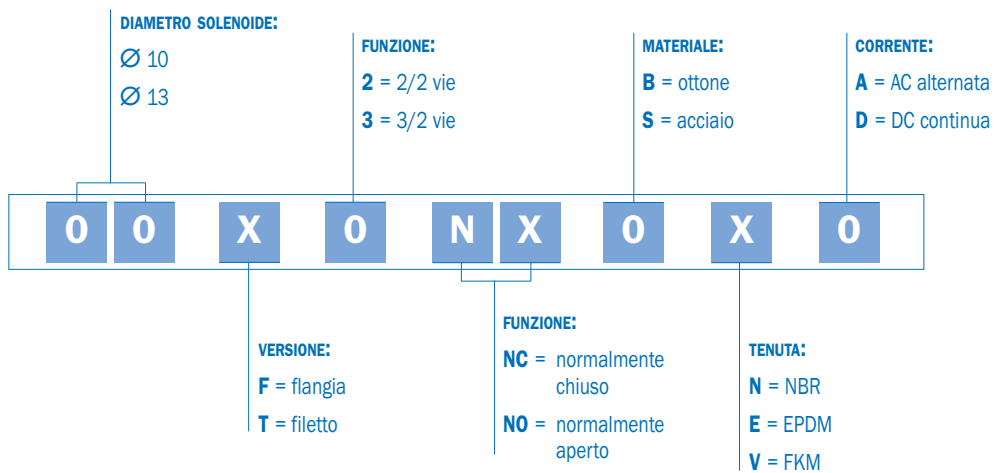 DIAMETRO SOLENOIDE:
Ø 10
Ø 13
FUNZIONE:
2 = 2/2 vie
3 = 3/2 vie
MATERIALE:
B = ottone
S = acciaio
CORRENTE:
A = AC alternata
D = DC continua
0 0 X 0 N X 0 X 0
VERSIONE:
F = flangia
T = filetto
FUNZIONE:
NC = normalmente
chiuso
NO = normalmente
aperto
TENUTA:
N = NBR
E = EPDM
V = FKM